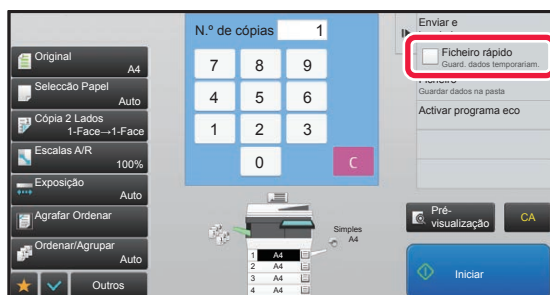 Original
A4
Selecção Papel
Auto
Cópia 2 Lados
1-Face→1-Face
Escalas A/R
100%
Exposição
Auto
Agrafar Ordenar
Ordenar/Agrupar
Auto
Outros
N.º de cópias 1
7 8 9
4 5 6
1 2 3
0 C
Simples
A4
1 A4
2 A4
3 A4
4 A4
Enviar e
Ficheiro rápido
Guard. dados temporariam.
Ficheiro
Guardar dados na pasta
Activar programa eco
Pré-
visualização
CA
Iniciar